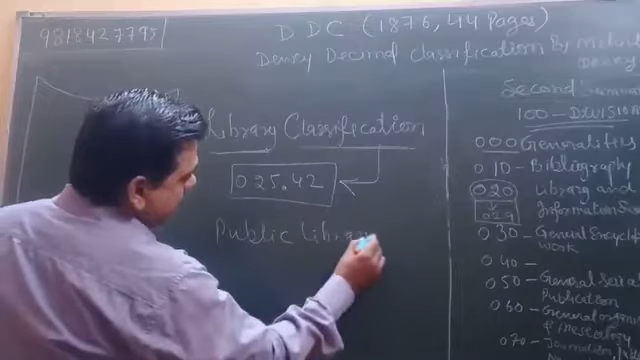 9818427795
DDC (1876, 44 Pages)
Dewey Decimal Classification By Melvil
Dewey
Library Classification
025.42
Public Library
Second Summary
100 - DIVISION
000 Generalities
010 - Bibliography
020 Library and
Information
029
030 - General Encyclo
work
040 -
050 - General Serial
Publication
060 - General organi
& museology
070 - Journalism